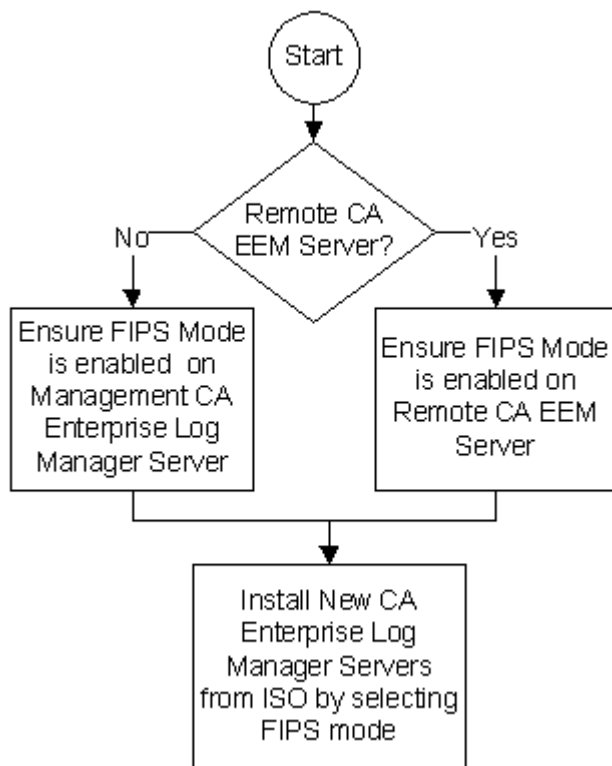 Start
Remote CA
EEM Server?
No
Yes
Ensure FIPS Mode
is enabled on
Management CA
Enterprise Log
Manager Server
Ensure FIPS Mode
is enabled on
Remote CA EEM
Server
Install New CA
Enterprise Log
Manager Servers
from ISO by selecting
FIPS mode